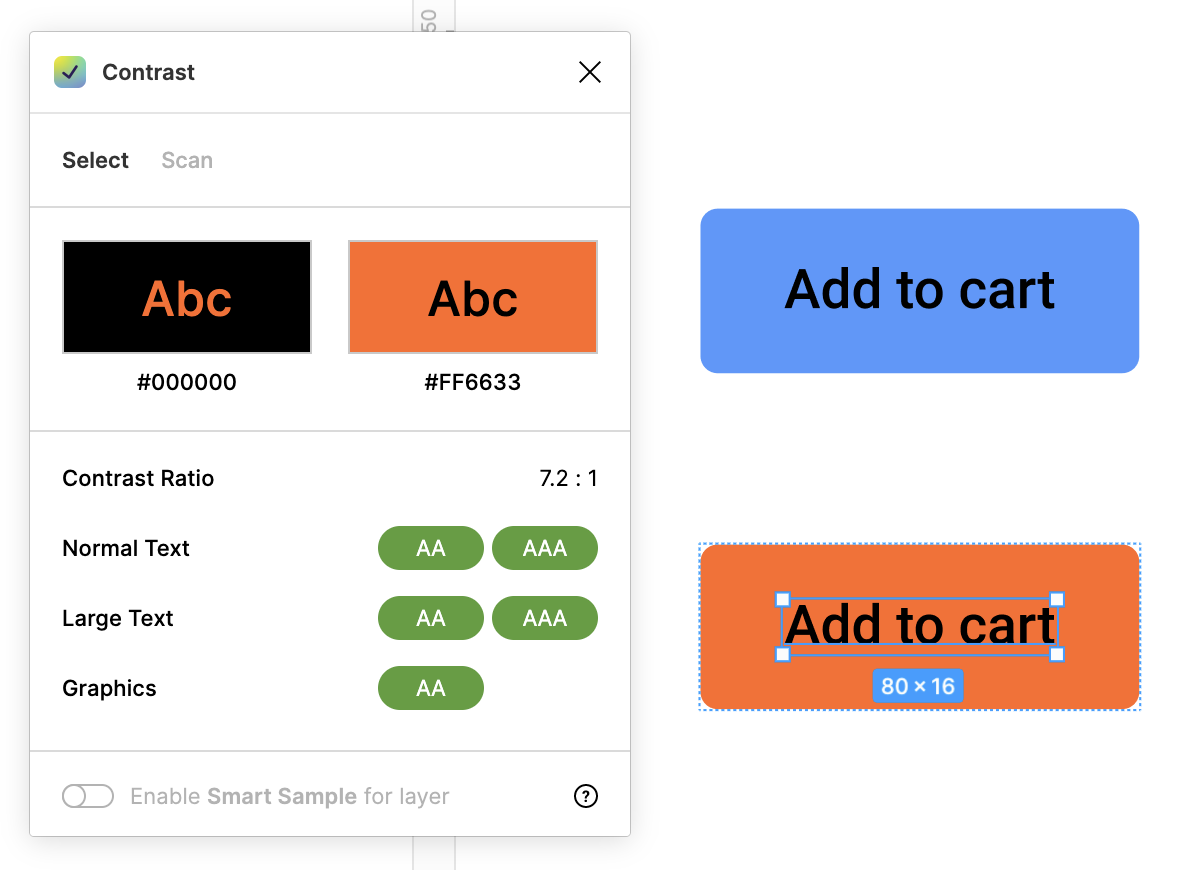 50
Contrast
Select Scan
Abc Abc
#000000 #FF6633
Contrast Ratio 7.2 : 1
Normal Text AA AAA
Large Text AA AAA
Graphics AA
Enable Smart Sample for layer ?
Add to cart
Add to cart
80 × 16